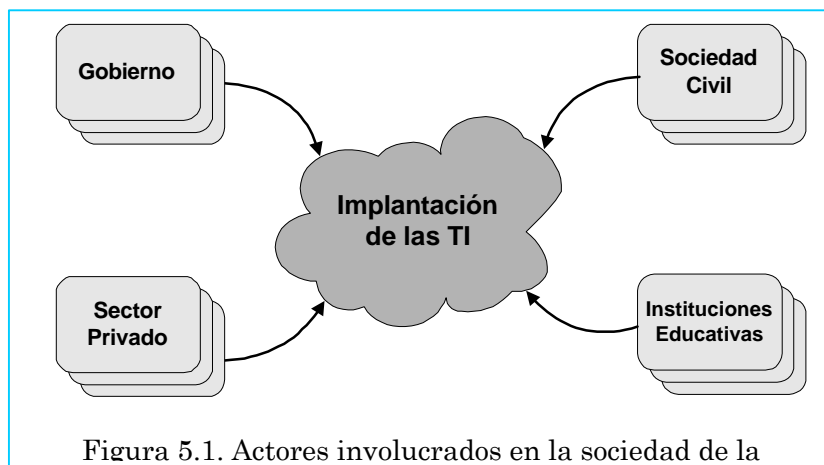 Gobierno
Sociedad
Civil
Implantación
de las TI
Sector
Privado
Instituciones
Educativas
Figura 5.1. Actores involucrados en la sociedad de la